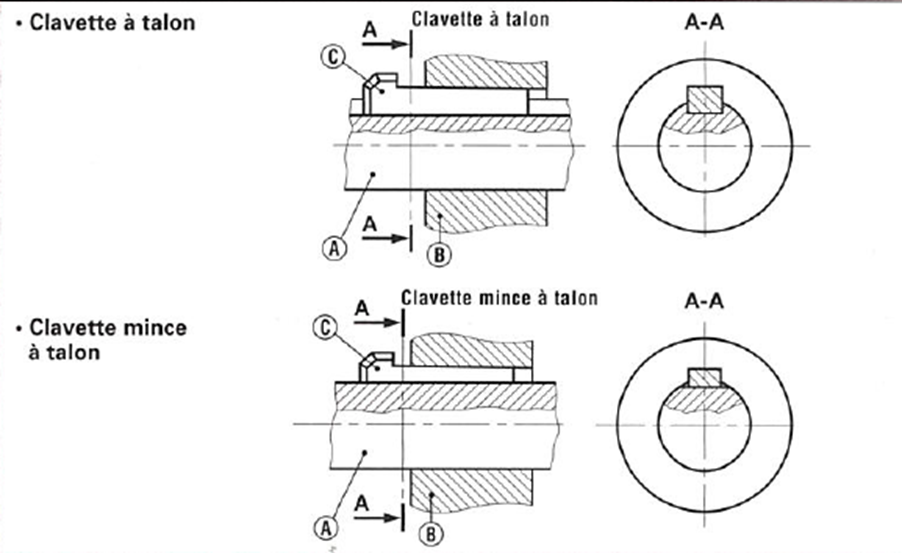 • Clavette à talon
Clavette à talon
A-A
A
C
A
A
B
• Clavette mince
à talon
Clavette mince à talon
A-A
A
C
A
A
B